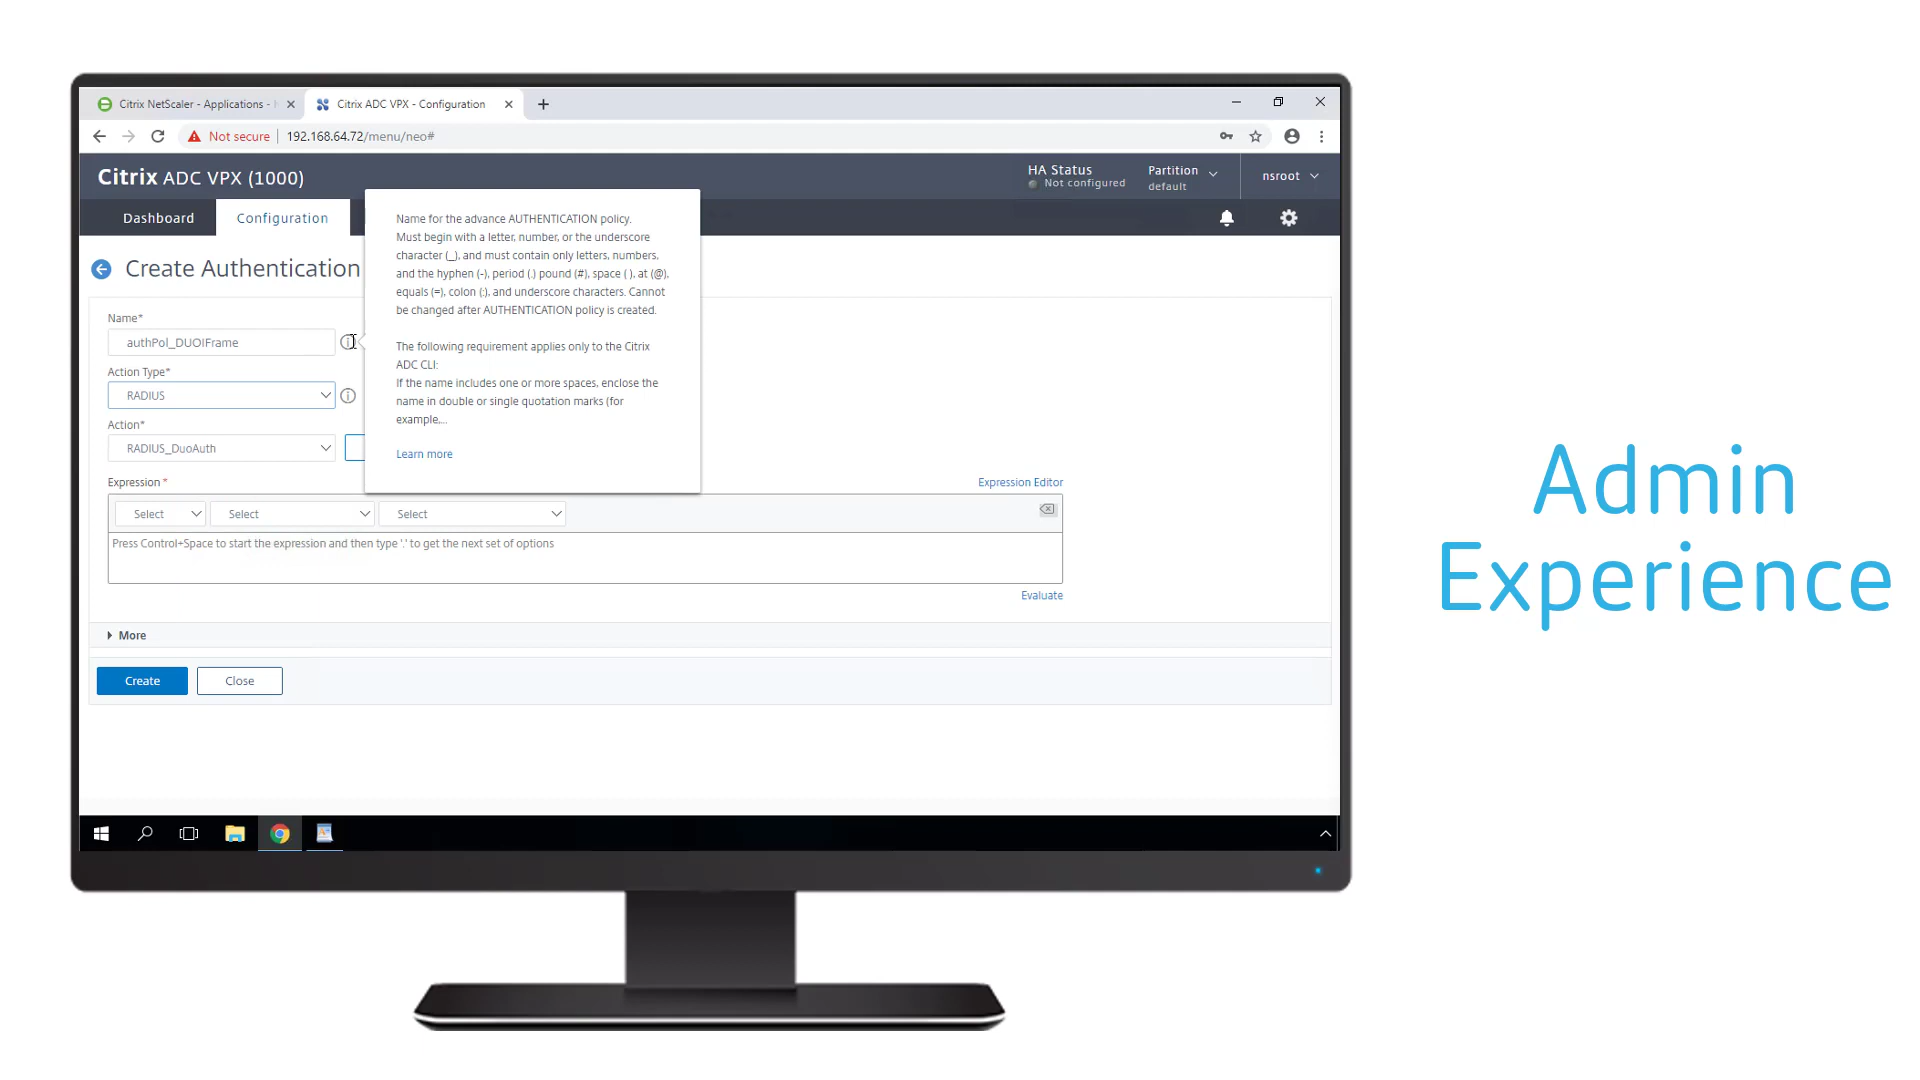 Citrix NetScaler - Applications -
Citrix ADC VPX - Configuration
Not secure
192.168.64.72/menu/neo#
Citrix ADC VPX (1000)
HA Status
Not configured
Partition
default
nsroot
Dashboard
Configuration
Create Authentication
Name for the advance AUTHENTICATION policy.
Must begin with a letter, number, or the underscore
character (_), and must contain only letters, numbers,
and the hyphen (-), period (.) pound (#), space ( ), at (@),
equals (=), colon (:), and underscore characters. Cannot
be changed after AUTHENTICATION policy is created.
The following requirement applies only to the Citrix
ADC CLI:
If the name includes one or more spaces, enclose the
name in double or single quotation marks (for
example,...
Learn more
Name*
authPol_DUOIFrame
Action Type*
RADIUS
Action*
RADIUS_DuoAuth
Expression *
Expression Editor
Select
Select
Select
Press Control+Space to start the expression and then type '.' to get the next set of options
Evaluate
More
Create
Close
Admin
Experience